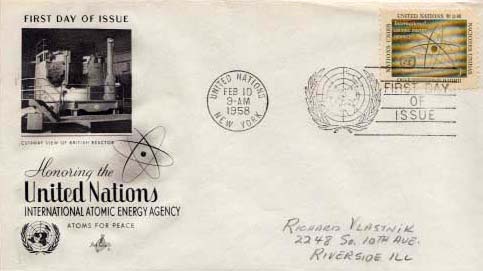 FIRST DAY OF ISSUE
CUTAWAY VIEW OF BRITISH REACTOR
Honoring the
United Nations
INTERNATIONAL ATOMIC ENERGY AGENCY
ATOMS FOR PEACE
UNITED NATIONS
FEB 10
9-AM
1958
NEW YORK
UNITED NATIONS
NATIONS UNIES
FIRST DAY
OF
ISSUE
RICHARD VLASTNIK
2248 SO. 10TH AVE.
RIVERSIDE ILL